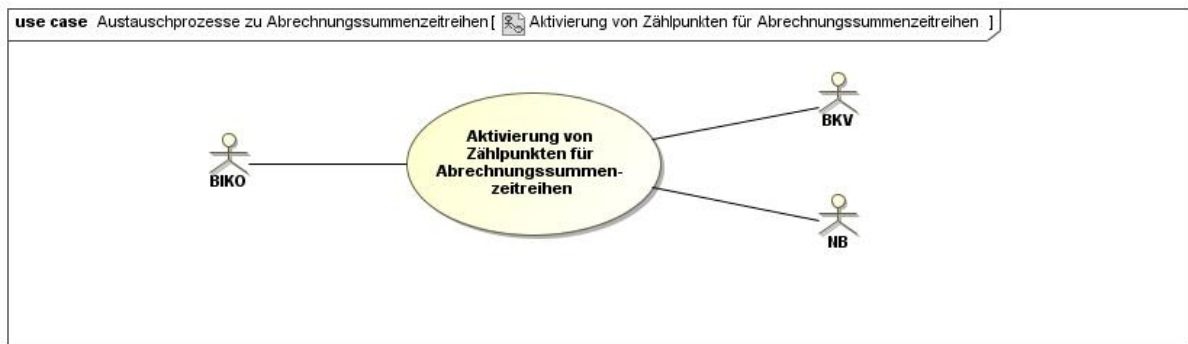 use case Austauschprozesse zu Abrechnungssummenzeitreihen [ Aktivierung von Zählpunkten für Abrechnungssummenzeitreihen ]
BKV
Aktivierung von
Zählpunkten für
Abrechnungssummen-
zeitreihen
BIKO
NB